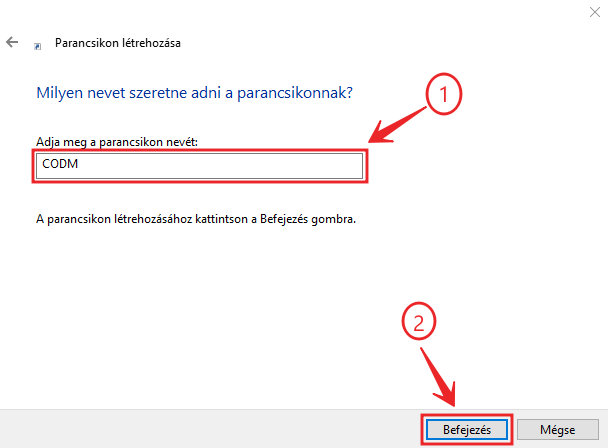 Parancsikon létrehozása
Milyen nevet szeretne adni a parancsikonnak?
1
Adja meg a parancsikon nevét:
CODM
A parancsikon létrehozásához kattintson a Befejezés gombra.
2
Befejezés
Mégse